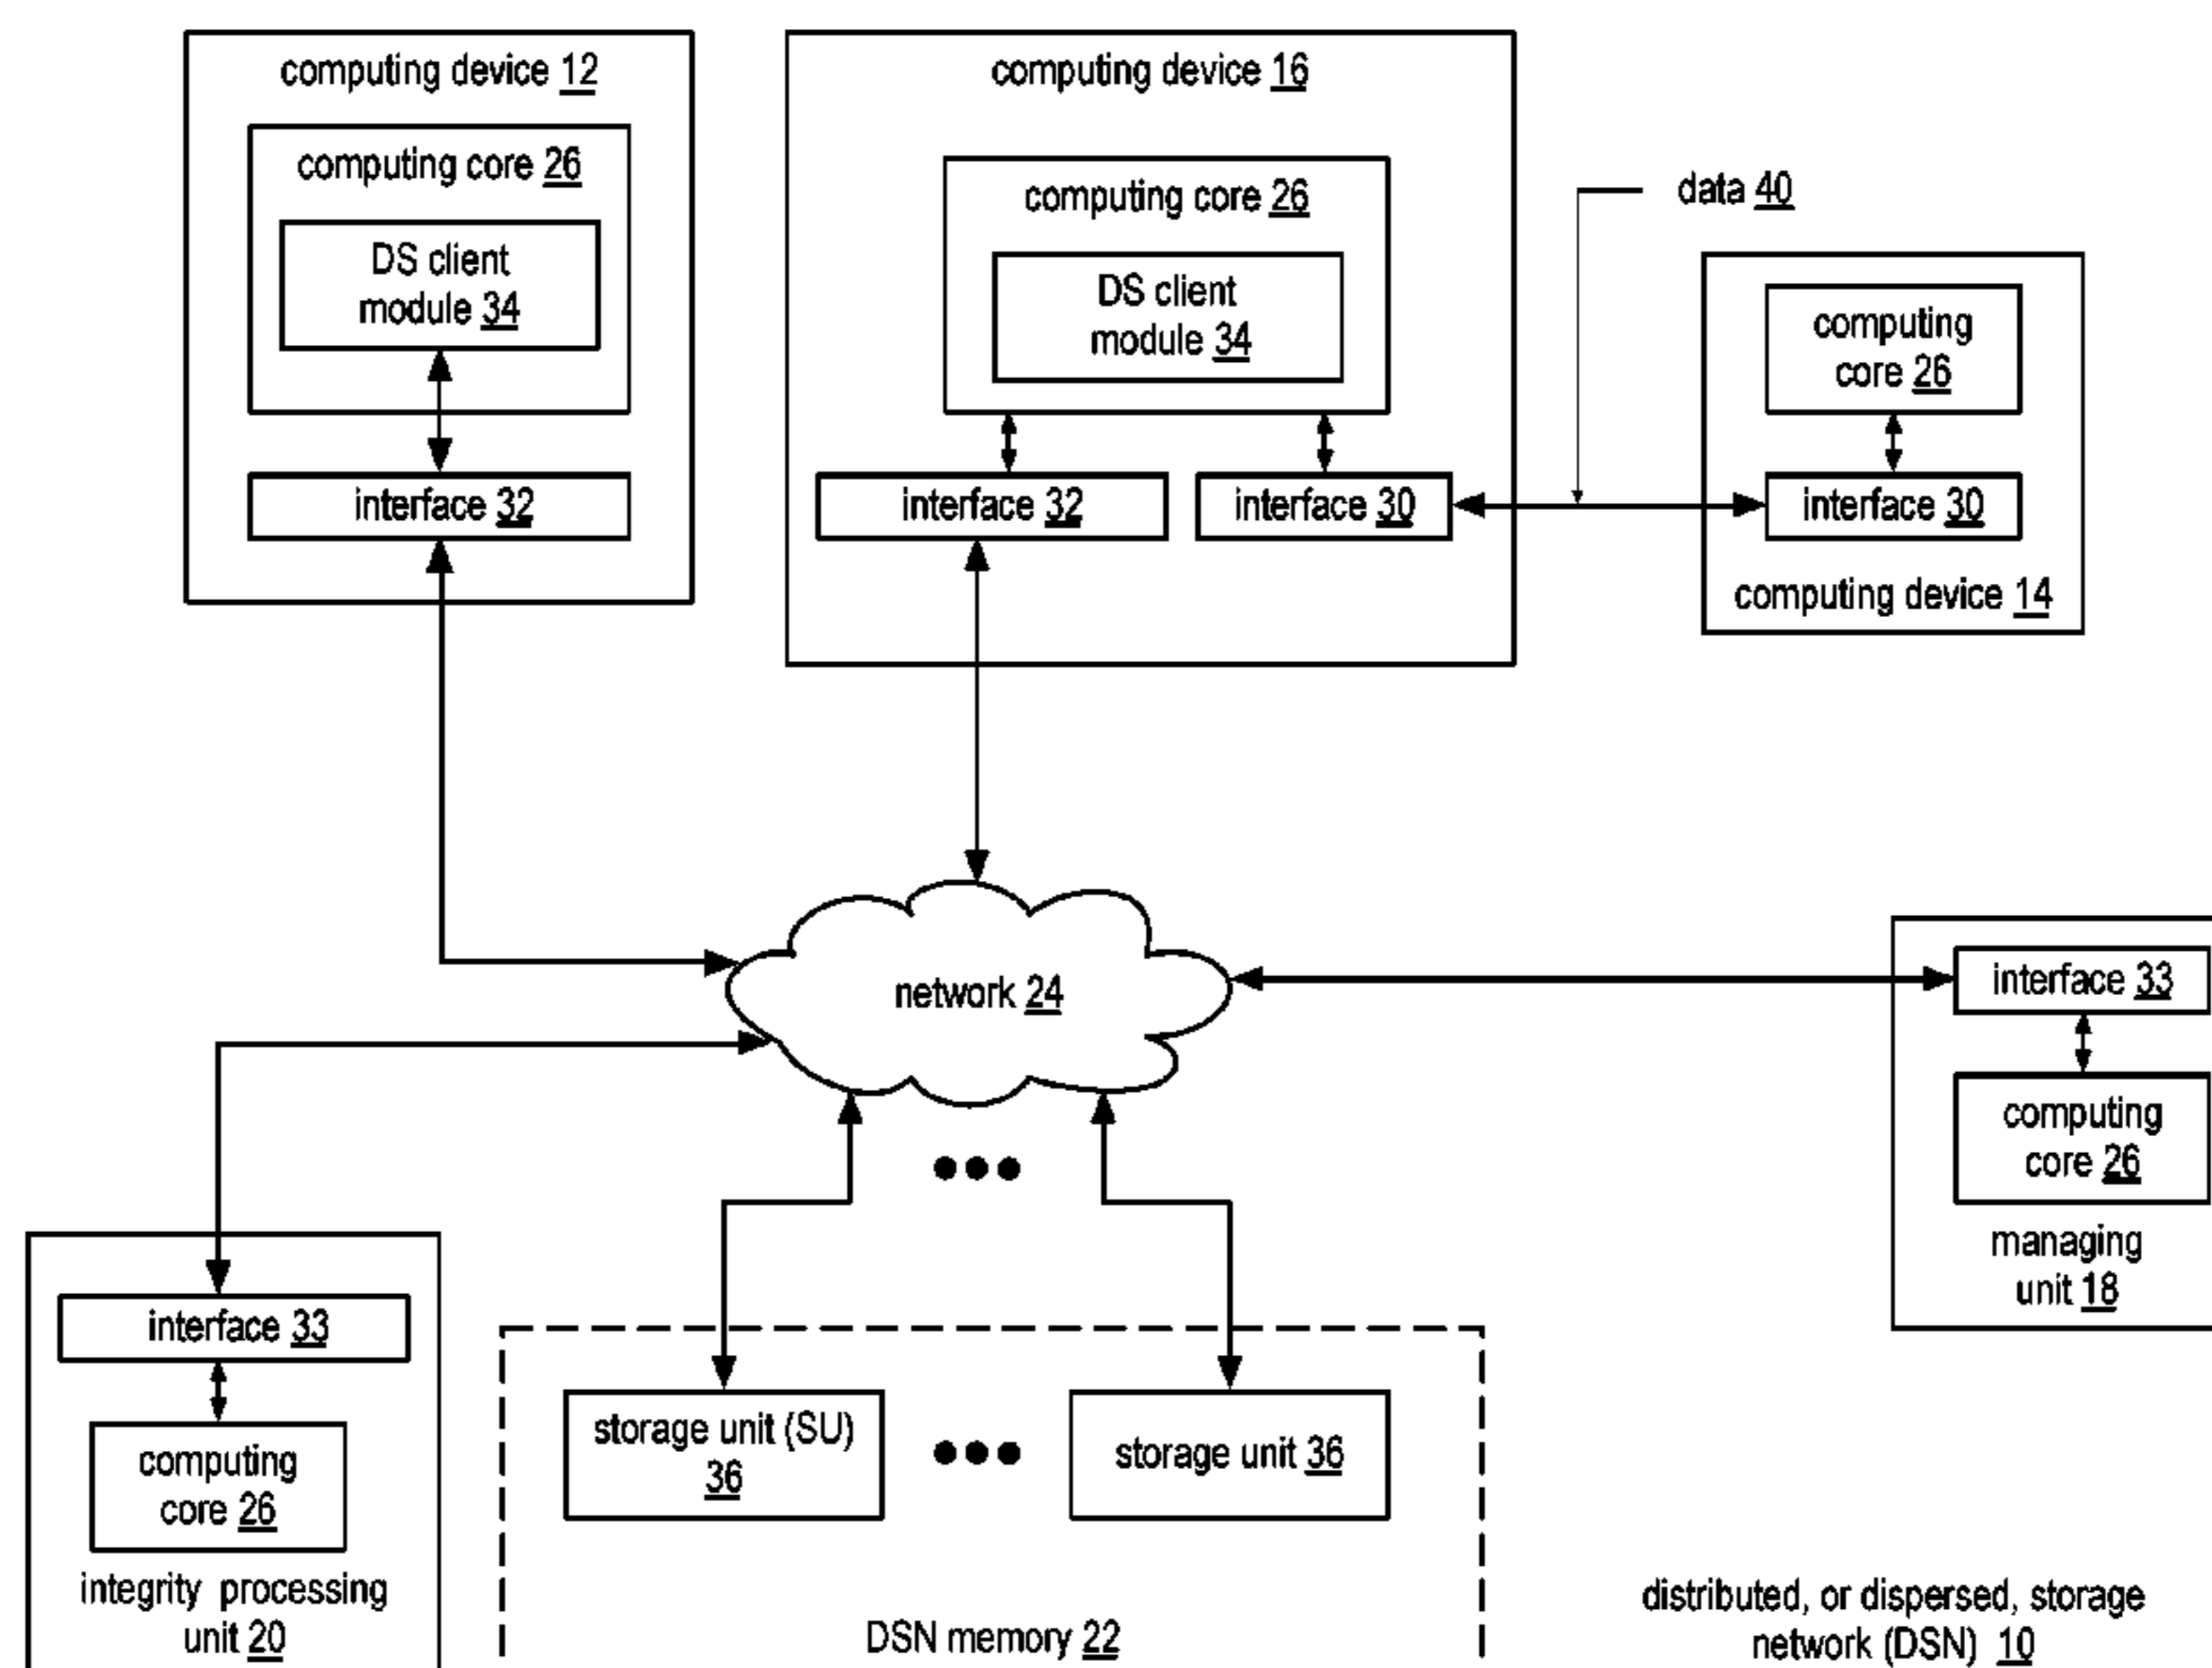 computing device 12
computing core 26
DS client
module 34
interface 32
computing device 16
computing core 26
DS client
module 34
interface 32
interface 30
data 40
computing
core 26
interface 30
computing device 14
network 24
interface 33
computing
core 26
managing
unit 18
interface 33
computing
core 26
integrity processing
unit 20
storage unit (SU)
36
storage unit 36
DSN memory 22
distributed, or dispersed, storage
network (DSN) 10